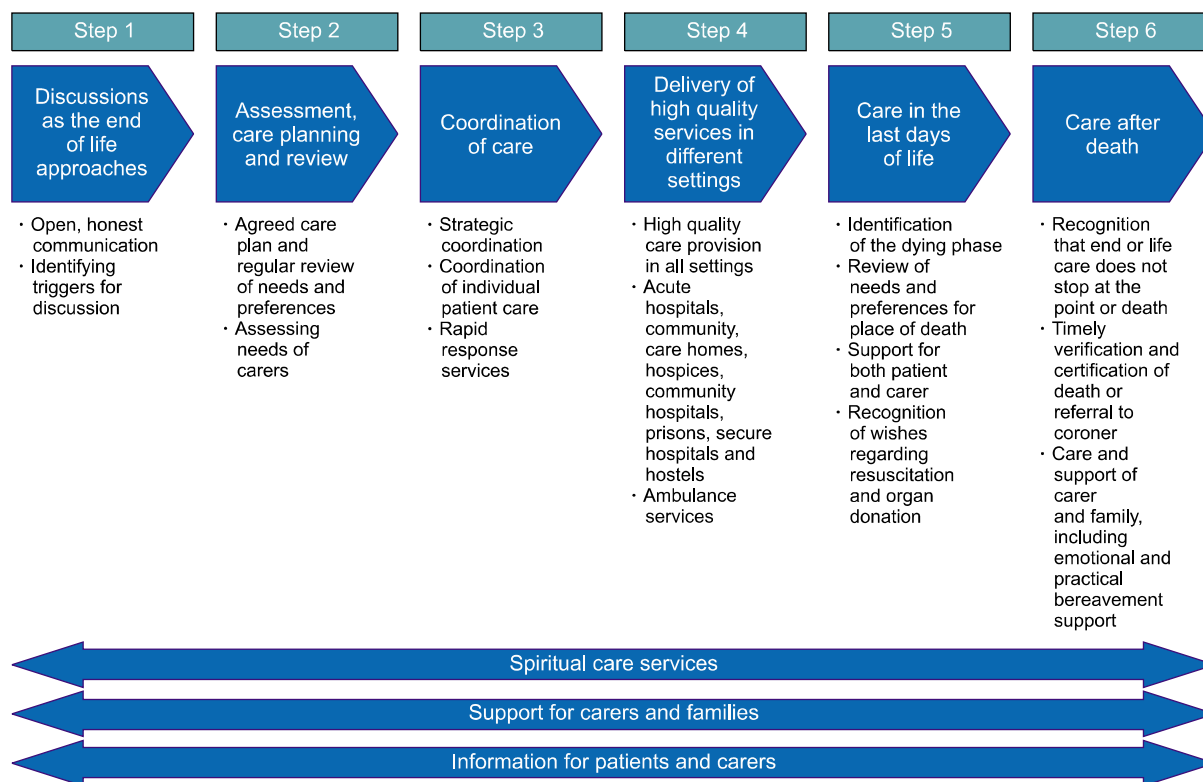 Step 1
Step 2
Step 3
Step 4
Step 5
Step 6
Discussions
as the end
of life
approaches
Assessment,
care planning
and review
Coordination
of care
Delivery of
high quality
services in
different
settings
Care in the
last days
of life
Care after
death
· Open, honest
communication
· Identifying
triggers for
discussion
· Agreed care
plan and
regular review
of needs and
preferences
· Assessing
needs of
carers
· Strategic
coordination
· Coordination
of individual
patient care
· Rapid
response
services
· High quality
care provision
in all settings
· Acute
hospitals,
community,
care homes,
hospices,
community
hospitals,
prisons, secure
hospitals and
hostels
· Ambulance
services
· Identification
of the dying phase
· Review of
needs and
preferences for
place of death
· Support for
both patient
and carer
· Recognition
of wishes
regarding
resuscitation
and organ
donation
· Recognition
that end or life
care does not
stop at the
point or death
· Timely
verification and
certification of
death or
referral to
coroner
· Care and
support of
carer
and family,
including
emotional and
practical
bereavement
support
Spiritual care services
Support for carers and families
Information for patients and carers